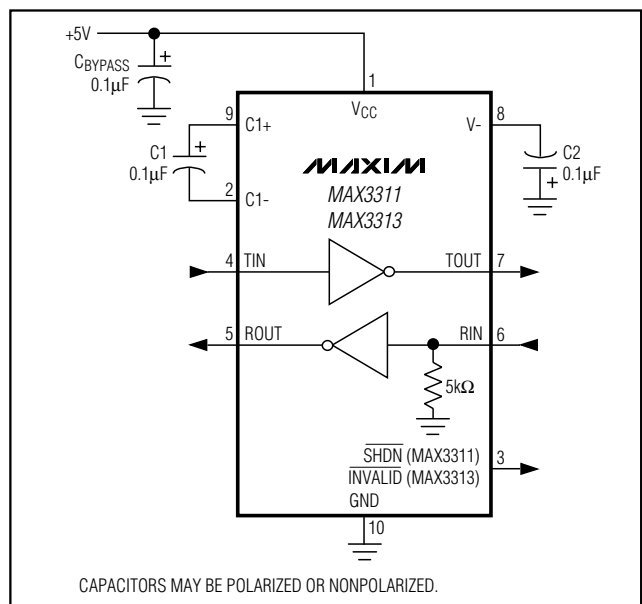 +5V
CBYPASS
0.1µF
+
1
VCC
9
C1+
V-
8
C1
0.1µF
+
2
C1-
C2
0.1µF
+
MAXIM
MAX3311
MAX3313
4
TIN
TOUT
7
5
ROUT
RIN
6
5kΩ
SHDN (MAX3311)
INVALID (MAX3313)
3
GND
10
CAPACITORS MAY BE POLARIZED OR NONPOLARIZED.